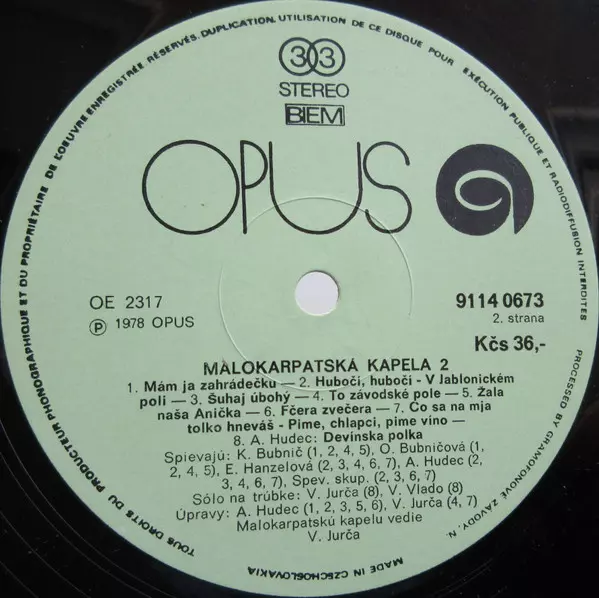 TOUS DROITS DU PRODUCTEUR PHONOGRAPHIQUE ET DU PROPRIÉTAIRE DE L'OEUVRE ENREGISTRÉE RÉSERVÉS. DUPLICATION, UTILISATION DE CE DISQUE POUR EXÉCUTION PUBLIQUE ET RADIODIFFUSION INTERDITES
33
STEREO
BIEM
OPUS
OE 2317
9114 0673
Ⓟ 1978 OPUS
2. strana
Kčs 36,-
MALOKARPATSKÁ KAPELA 2
1. Mám ja zahrádečku — 2. Hubočí, hubočí - V Jablonickém
poli — 3. Šuhaj úbohý — 4. To závodské pole — 5. Žala
naša Anička — 6. Fčera zvečera — 7. Čo sa na mja
tolko hneváš - Pime, chlapci, pime víno —
8. A. Hudec: Devínska polka
Spievajú: K. Bubnič (1, 2, 4, 5), O. Bubničová (1,
2, 4, 5), E. Hanzelová (2, 3, 4, 6, 7), A. Hudec (2,
3, 4, 6, 7), Spev. skup. (2, 3, 6, 7)
Sólo na trúbke: V. Jurča (8), V. Vlado (8)
Úpravy: A. Hudec (1, 2, 3, 5, 6), V. Jurča (4, 7)
Malokarpatskú kapelu vedie
V. Jurča
MADE IN CZECHOSLOVAKIA
PROCESSED BY GRAMOFONOVÉ ZÁVODY, N.